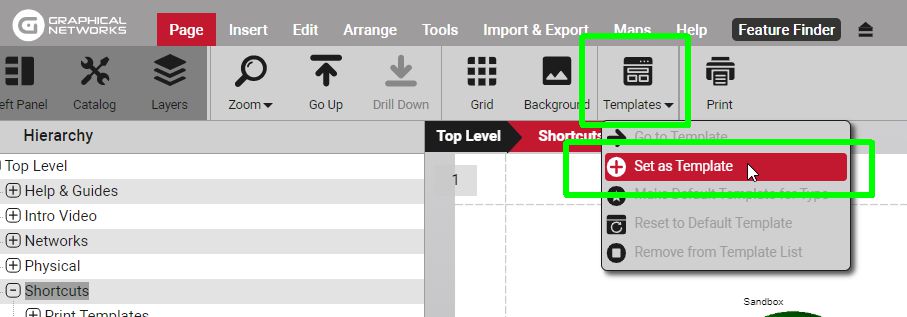 GRAPHICAL
NETWORKS
Page Insert Edit Arrange Tools Import & Export Maps Help Feature Finder
eft Panel Catalog Layers Zoom Go Up Drill Down Grid Background Templates Print
Hierarchy
Top Level Shortcuts
Go to Template
Top Level
Set as Template
1
Help & Guides
Make Default Template for Type
Intro Video
Reset to Default Template
Networks
Remove from Template List
Physical
Shortcuts
Sandbox
Print Templates